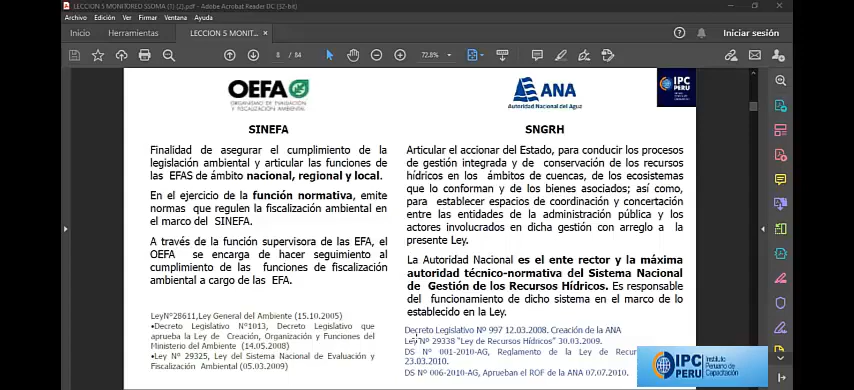 LECCION 5 MONITOREO SSOMA (1) (2).pdf - Adobe Acrobat Reader DC (32-bit)
Archivo Edición Ver Firmar Ventana Ayuda
Inicio Herramientas LECCION 5 MONIT... × Iniciar sesión
8 / 84 72.8%
OEFA
ORGANISMO DE EVALUACIÓN
Y FISCALIZACIÓN AMBIENTAL
SINEFA
Finalidad de asegurar el cumplimiento de la
legislación ambiental y articular las funciones de
las EFAS de ámbito nacional, regional y local.
En el ejercicio de la función normativa, emite
normas que regulen la fiscalización ambiental en
el marco del SINEFA.
A través de la función supervisora de las EFA, el
OEFA se encarga de hacer seguimiento al
cumplimiento de las funciones de fiscalización
ambiental a cargo de las EFA.
LeyN°28611,Ley General del Ambiente (15.10.2005)
•Decreto Legislativo N°1013, Decreto Legislativo que
aprueba la Ley de Creación, Organización y Funciones del
Ministerio del Ambiente (14.05.2008)
•Ley N° 29325, Ley del Sistema Nacional de Evaluación y
Fiscalización Ambiental (05.03.2009)
ANA
Autoridad Nacional del Agua
IPC
PERU
SNGRH
Articular el accionar del Estado, para conducir los procesos
de gestión integrada y de conservación de los recursos
hídricos en los ámbitos de cuencas, de los ecosistemas
que lo conforman y de los bienes asociados; así como,
para establecer espacios de coordinación y concertación
entre las entidades de la administración pública y los
actores involucrados en dicha gestión con arreglo a la
presente Ley.
La Autoridad Nacional es el ente rector y la máxima
autoridad técnico-normativa del Sistema Nacional
de Gestión de los Recursos Hídricos. Es responsable
del funcionamiento de dicho sistema en el marco de lo
establecido en la Ley.
Decreto Legislativo Nº 997 12.03.2008. Creación de la ANA
Ley Nº 29338 "Ley de Recursos Hídricos" 30.03.2009.
DS Nº 001-2010-AG, Reglamento de la Ley de Recur
23.03.2010.
DS Nº 006-2010-AG, Aprueban el ROF de la ANA 07.07.2010.
IPC
PERU
Instituto
Peruano de
Capacitación